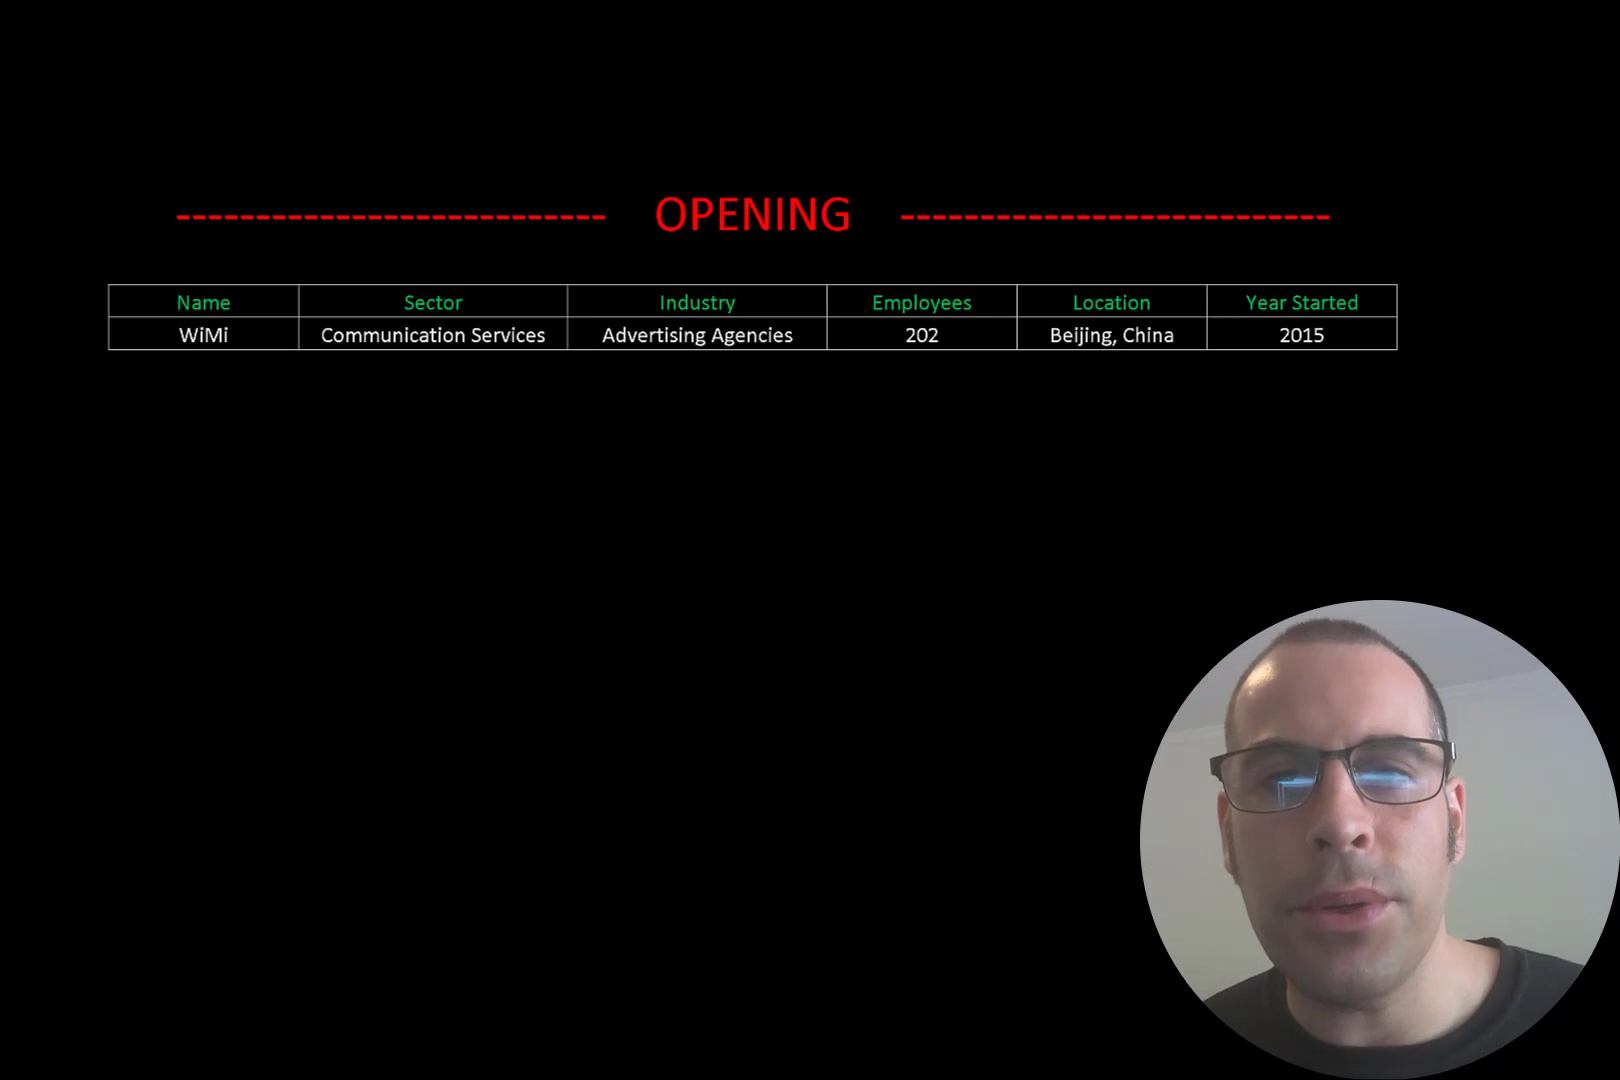 --------------------------- OPENING ---------------------------
Name Sector Industry Employees Location Year Started
WiMi Communication Services Advertising Agencies 202 Beijing, China 2015